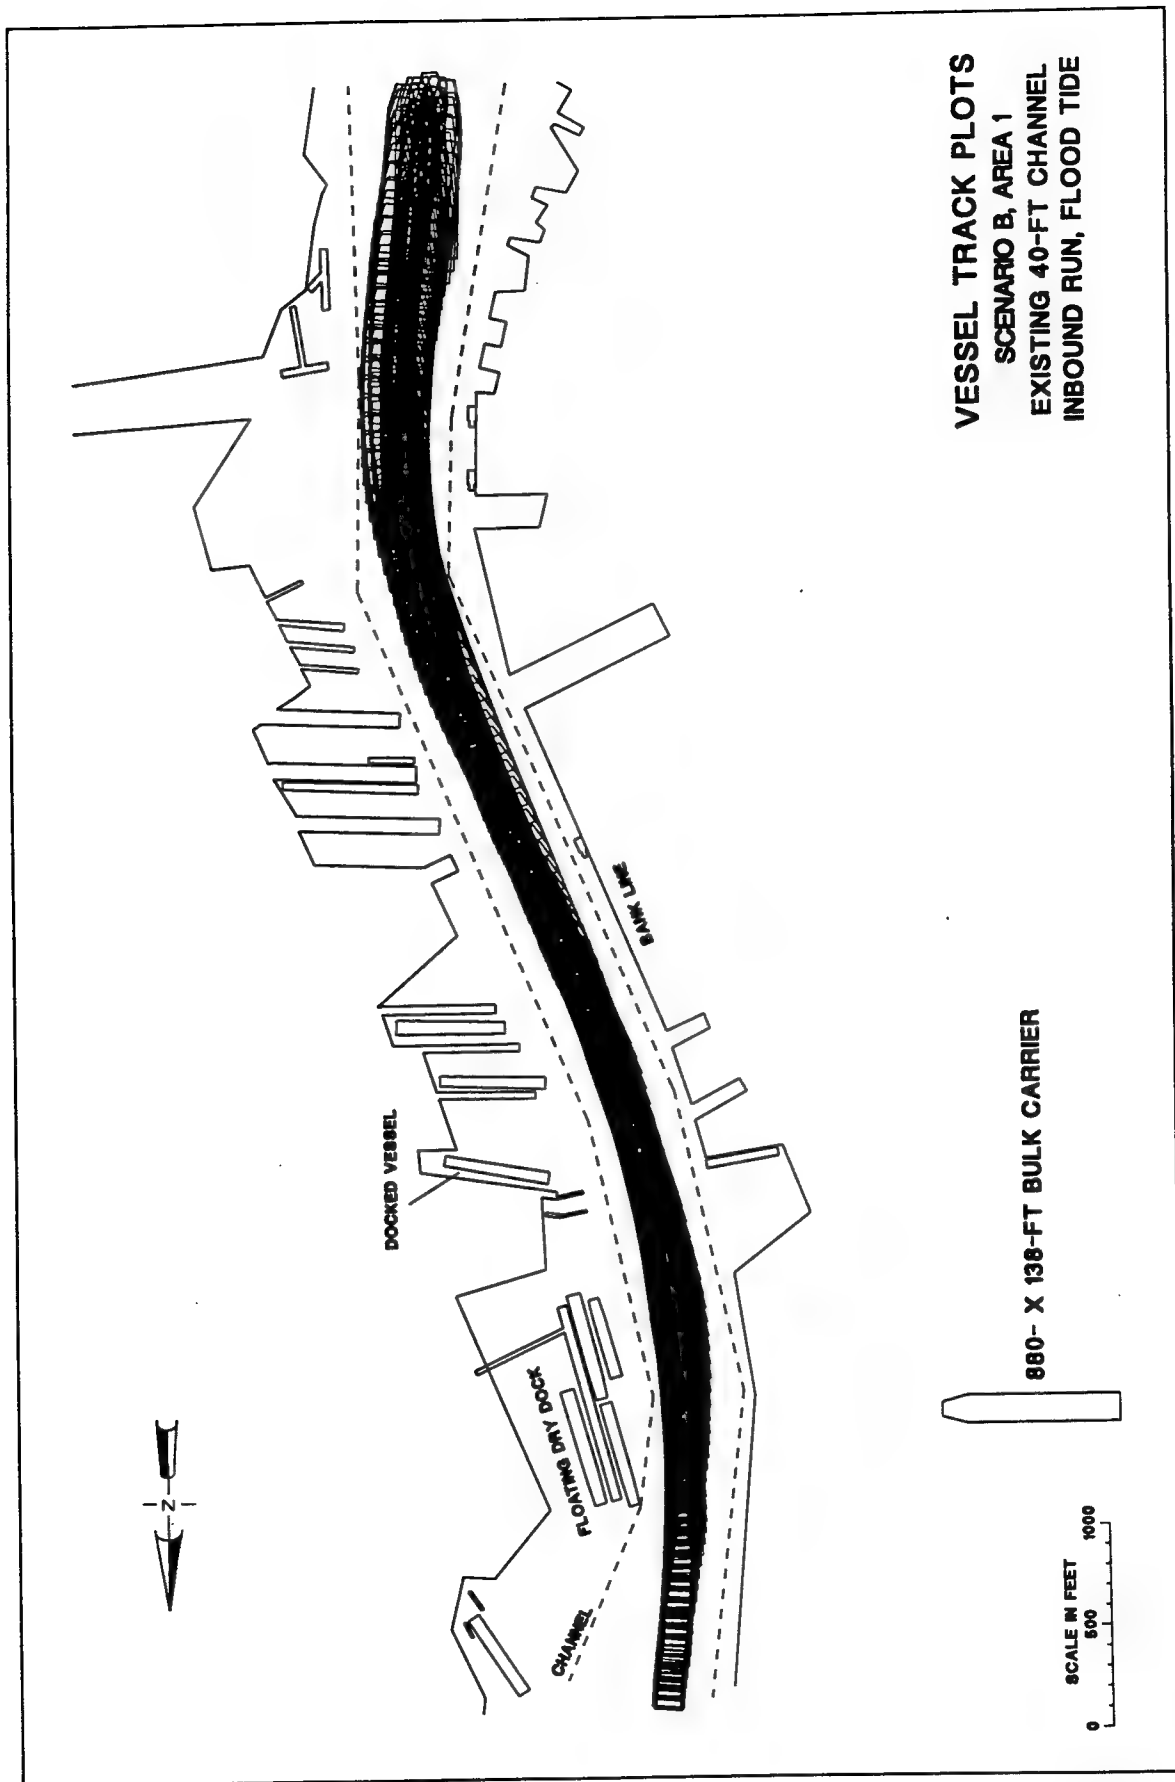 N
DOCKED VESSEL
FLOATING DRY DOCK
CHANNEL
BANK LINE
SCALE IN FEET
0 500 1000
880- X 138-FT BULK CARRIER
VESSEL TRACK PLOTS
SCENARIO B, AREA 1
EXISTING 40-FT CHANNEL
INBOUND RUN, FLOOD TIDE